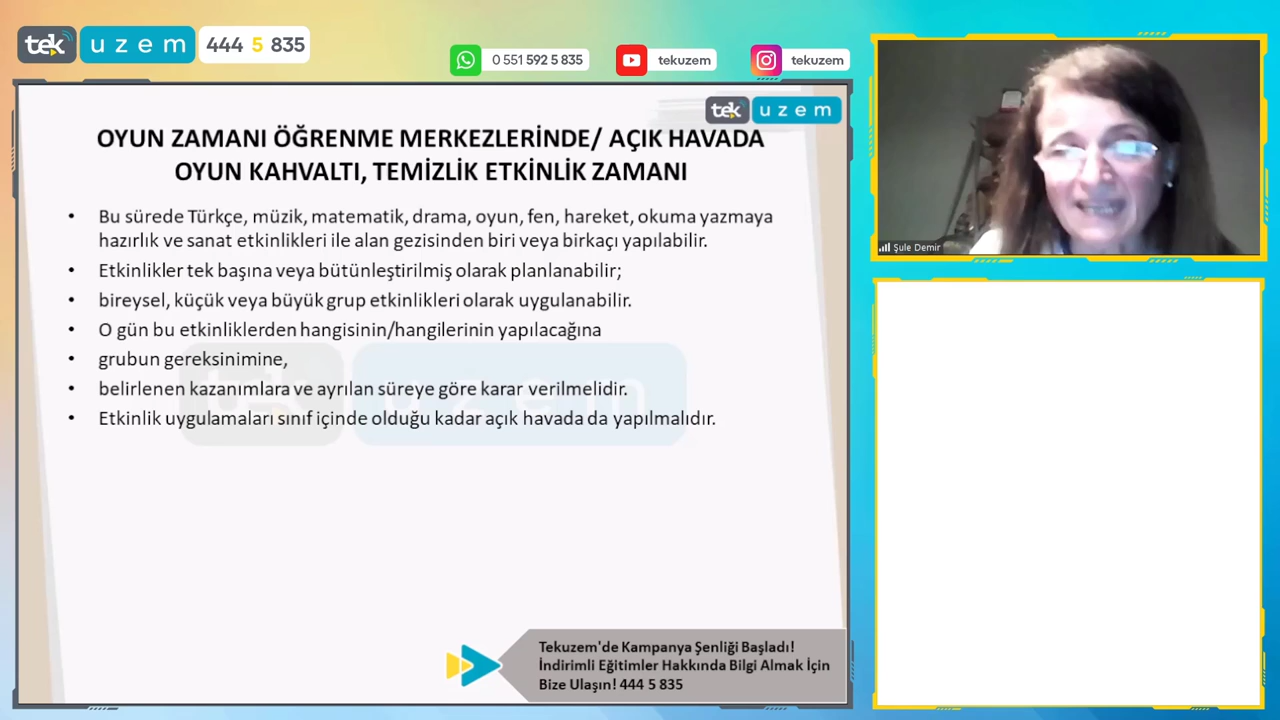 tek uzem 444 5 835
0 551 592 5 835
tekuzem
tekuzem
tek uzem
OYUN ZAMANI ÖĞRENME MERKEZLERİNDE/ AÇIK HAVADA
OYUN KAHVALTI, TEMİZLİK ETKİNLİK ZAMANI
• Bu sürede Türkçe, müzik, matematik, drama, oyun, fen, hareket, okuma yazmaya
hazırlık ve sanat etkinlikleri ile alan gezisinden biri veya birkaçı yapılabilir.
• Etkinlikler tek başına veya bütünleştirilmiş olarak planlanabilir;
• bireysel, küçük veya büyük grup etkinlikleri olarak uygulanabilir.
• O gün bu etkinliklerden hangisinin/hangilerinin yapılacağına
• grubun gereksinimine,
• belirlenen kazanımlara ve ayrılan süreye göre karar verilmelidir.
• Etkinlik uygulamaları sınıf içinde olduğu kadar açık havada da yapılmalıdır.
tek uzem
Tekuzem'de Kampanya Şenliği Başladı!
İndirimli Eğitimler Hakkında Bilgi Almak İçin
Bize Ulaşın! 444 5 835
Şule Demir